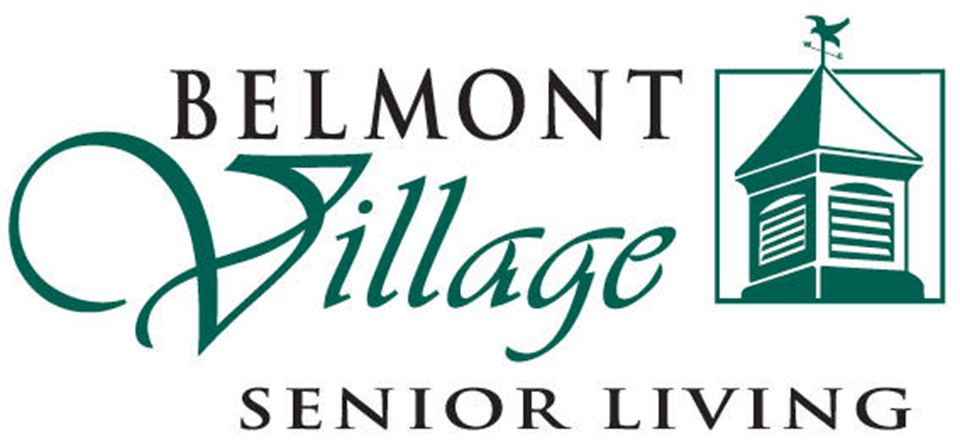 BELMONT
Village
SENIOR LIVING
W E